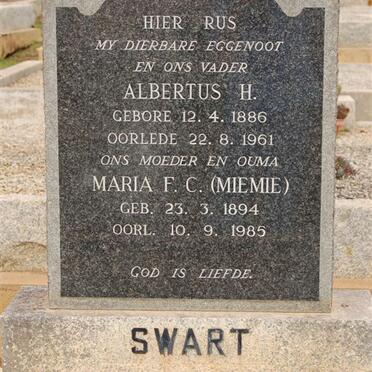 HIER RUS
MY DIERBARE EGGENOOT
EN ONS VADER
ALBERTUS H.
GEBORE 12. 4. 1886
OORLEDE 22. 8. 1961
ONS MOEDER EN OUMA
MARIA F. C. (MIEMIE)
GEB. 23. 3. 1894
OORL. 10. 9. 1985
GOD IS LIEFDE.
SWART